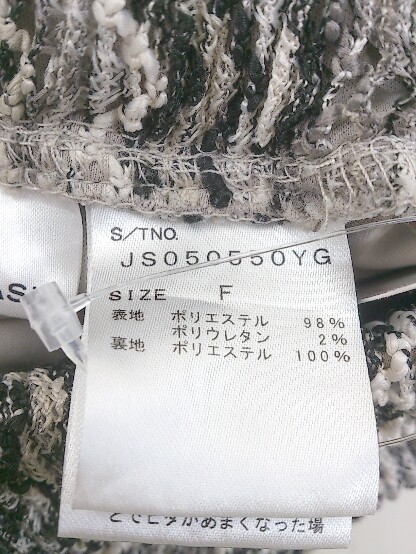 S/TNO.
JS050550YG
SIZE F
表地 ポリエステル 98%
ポリウレタン 2%
裏地 ポリエステル 100%